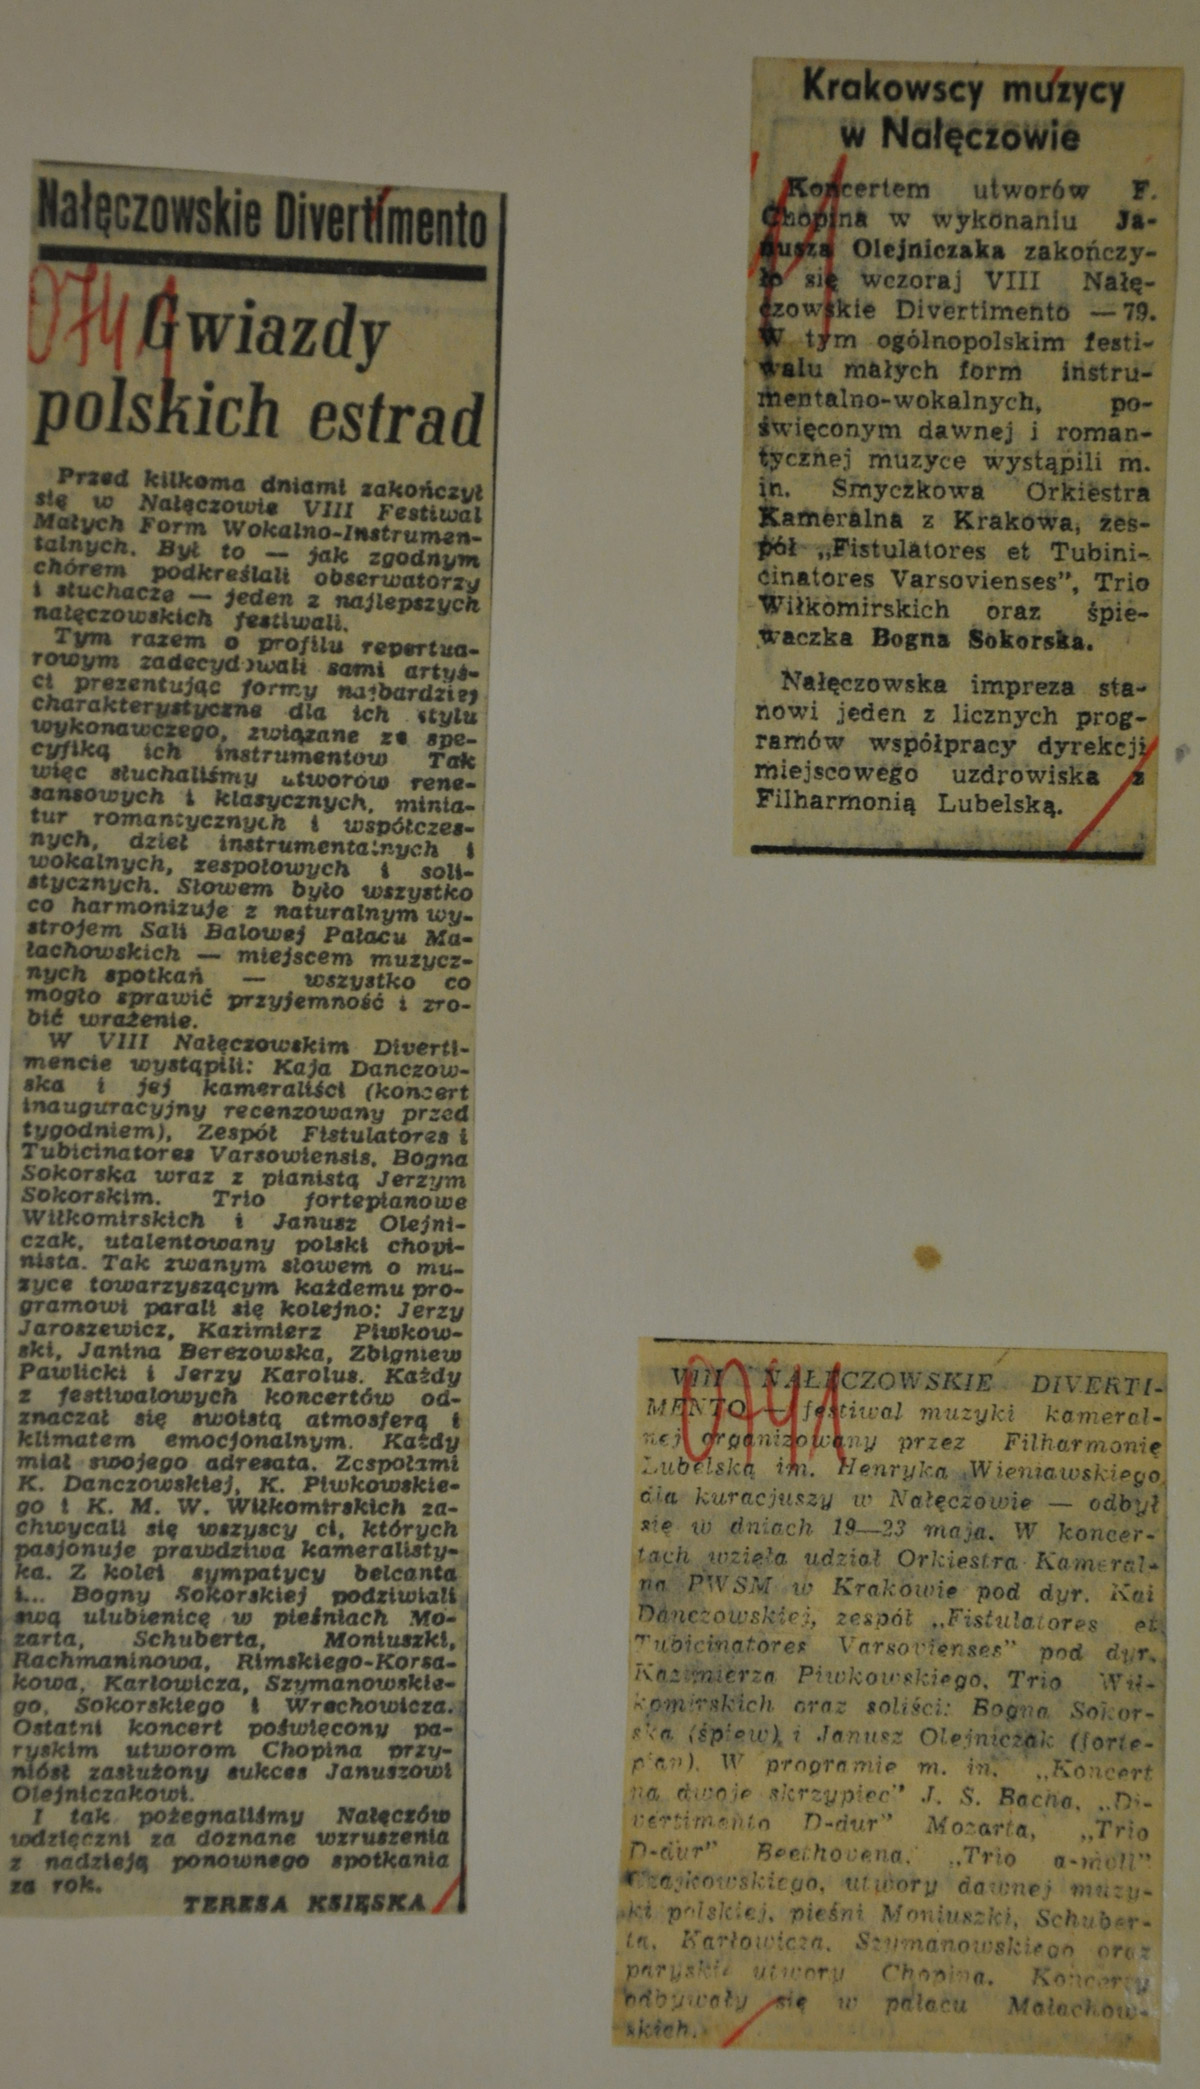 Nałęczowskie Divertimento
0741
Gwiazdy
polskich estrad
Przed kilkoma dniami zakończył
się w Nałęczowie VIII Festiwal
Małych Form Wokalno-Instrumen-
talnych. Był to — jak zgodnym
chórem podkreślali obserwatorzy
i słuchacze — jeden z najlepszych
nałęczowskich festiwali.
Tym razem o profilu repertua-
rowym zadecydowali sami artyś-
ci prezentując formy najbardziej
charakterystyczne dla ich stylu
wykonawczego, związane ze spe-
cyfiką ich instrumentów Tak
więc słuchaliśmy utworów rene-
sansowych i klasycznych, minia-
tur romantycznych i współczes-
nych, dzieł instrumentalnych i
wokalnych, zespołowych i soli-
stycznych. Słowem było wszystko
co harmonizuje z naturalnym wy-
strojem Sali Balowej Pałacu Ma-
łachowskich — miejscem muzycz-
nych spotkań — wszystko co
mogło sprawić przyjemność i zro-
bić wrażenie.
W VIII Nałęczowskim Diverti-
mencie wystąpili: Kaja Danczow-
ska i jej kameraliści (koncert
inauguracyjny recenzowany przed
tygodniem), Zespół Fistulatores i
Tubicinatores Varsowiensis, Bogna
Sokorska wraz z pianistą Jerzym
Sokorskim. Trio fortepianowe
Wiłkomirskich i Janusz Olejni-
czak, utalentowany polski chopi-
nista. Tak zwanym słowem o mu-
zyce towarzyszącym każdemu pro-
gramowi parali się kolejno: Jerzy
Jaroszewicz, Kazimierz Piwkow-
ski, Janina Berezowska, Zbigniew
Pawlicki i Jerzy Karolus. Każdy
z festiwalowych koncertów od-
znaczał się swoistą atmosferą i
klimatem emocjonalnym. Każdy
miał swojego adresata. Zespołami
K. Danczowskiej, K. Piwkowskie-
go i K. M. W. Wiłkomirskich za-
chwycali się wszyscy ci, których
pasjonuje prawdziwa kameralisty-
ka. Z kolei sympatycy belcanta
i... Bogny Sokorskiej podziwiali
swą ulubienicę w pieśniach Mo-
zarta, Schuberta, Moniuszki,
Rachmaninowa, Rimskiego-Korsa-
kowa, Karłowicza, Szymanowskie-
go, Sokorskiego i Wrechowicza.
Ostatni koncert poświęcony pa-
ryskim utworom Chopina przy-
niósł zasłużony sukces Januszowi
Olejniczakowi.
I tak pożegnaliśmy Nałęczów
wdzięczni za doznane wzruszenia
z nadzieją ponownego spotkania
za rok.
TERESA KSIĘSKA
Krakowscy muzycy
w Nałęczowie
Koncertem utworów F.
Chopina w wykonaniu Ja-
nusza Olejniczaka zakończy-
ło się wczoraj VIII Nałę-
czowskie Divertimento — 79.
W tym ogólnopolskim festi-
walu małych form instru-
mentalno-wokalnych, po-
święconym dawnej i roman-
tycznej muzyce wystąpili m.
in. Smyczkowa Orkiestra
Kameralna z Krakowa, zes-
pół „Fistulatores et Tubini-
cinatores Varsovienses”, Trio
Wiłkomirskich oraz śpie-
waczka Bogna Sokorska.
Nałęczowska impreza sta-
nowi jeden z licznych prog-
ramów współpracy dyrekcji
miejscowego uzdrowiska z
Filharmonią Lubelską.
0741
VIII NAŁĘCZOWSKIE DIVERTI-
MENTO — festiwal muzyki kameral-
nej organizowany przez Filharmonię
Lubelską im. Henryka Wieniawskiego
dla kuracjuszy w Nałęczowie — odbył
się w dniach 19—23 maja. W koncer-
tach wzięła udział Orkiestra Kameral-
na PWSM w Krakowie pod dyr. Kai
Danczowskiej, zespół „Fistulatores et
Tubicinatores Varsovienses” pod dyr.
Kazimierza Piwkowskiego, Trio Wił-
komirskich oraz soliści: Bogna Sokor-
ska (śpiew) i Janusz Olejniczak (forte-
pian). W programie m. in. „Koncert
na dwoje skrzypiec” J. S. Bacha, „Di-
vertimento D-dur” Mozarta, „Trio
D-dur” Beethovena, „Trio a-moll”
Czajkowskiego, utwory dawnej muzy-
ki polskiej, pieśni Moniuszki, Schuber-
ta, Karłowicza, Szymanowskiego oraz
paryskie utwory Chopina. Koncerty
odbywały się w pałacu Małachow-
skich.